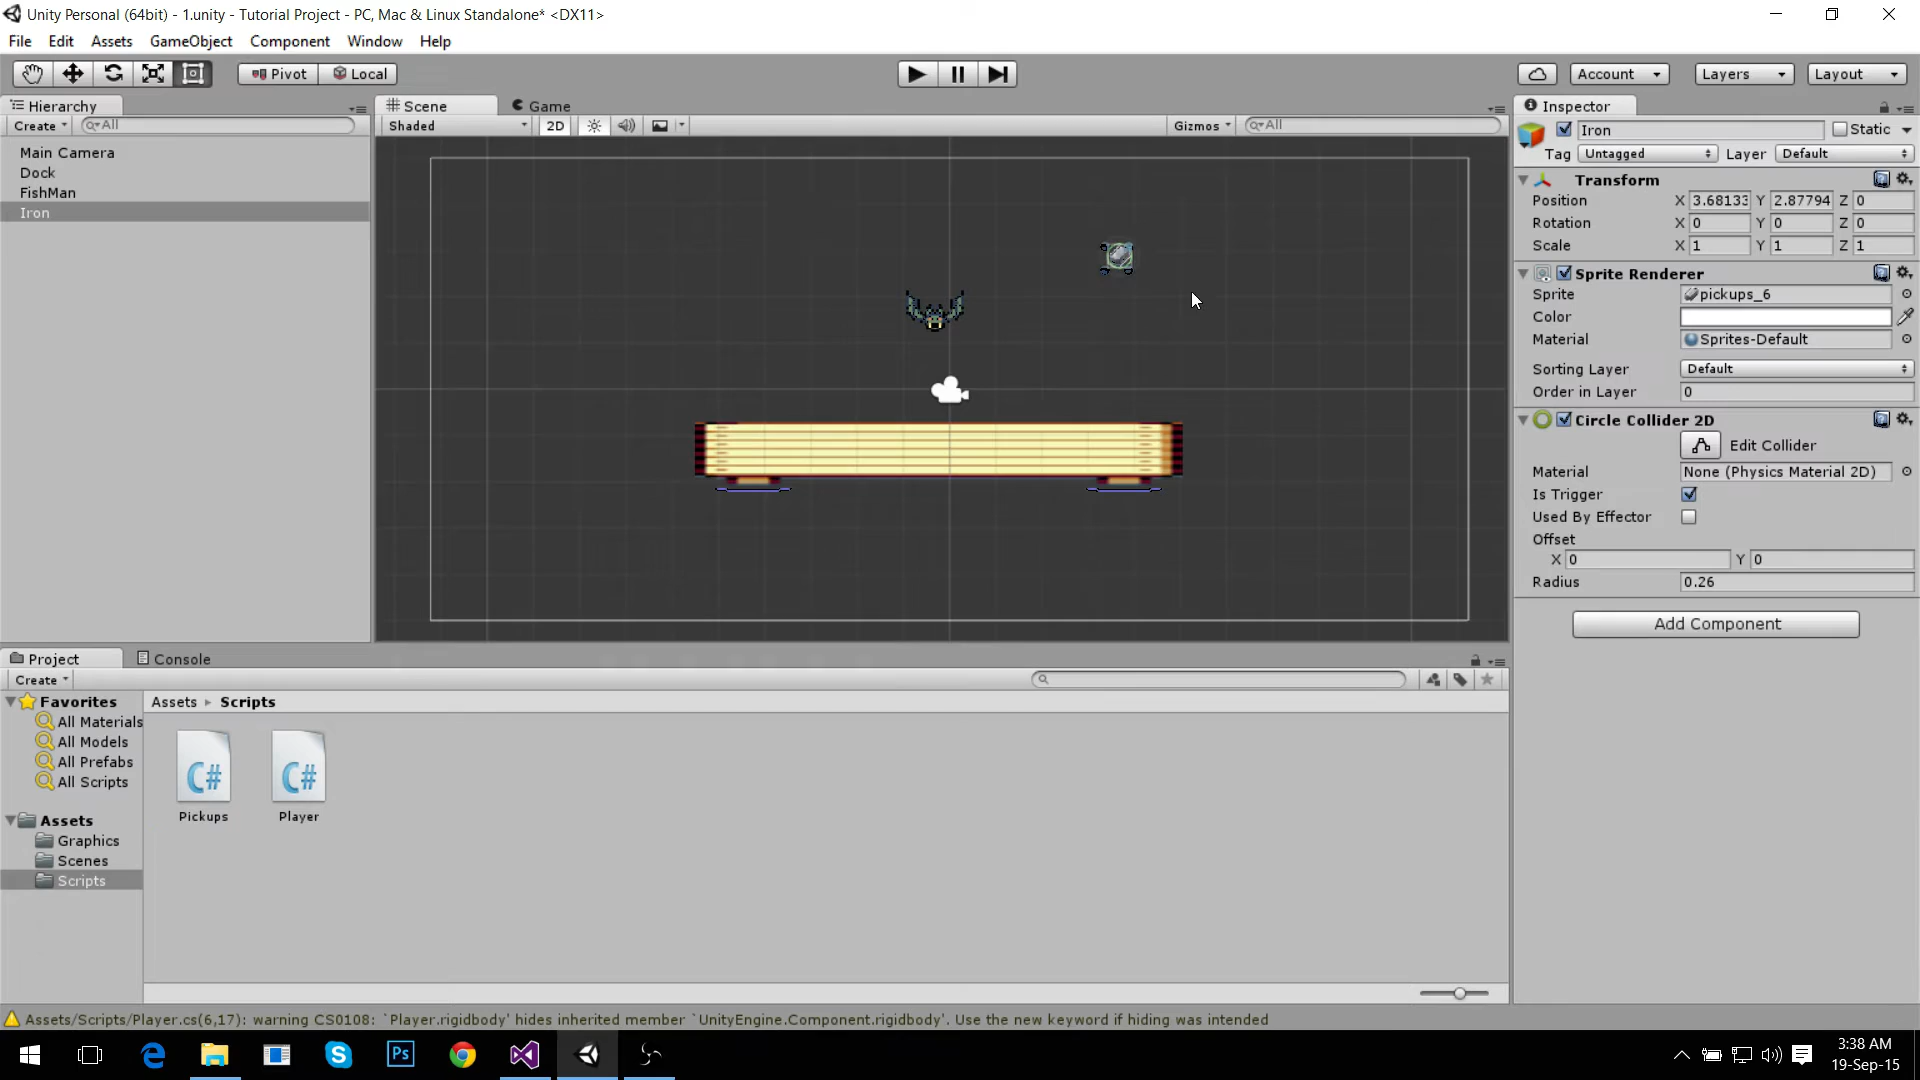 Unity Personal (64bit) - 1.unity - Tutorial Project - PC, Mac & Linux Standalone* <DX11>
File Edit Assets GameObject Component Window Help
Pivot Local Account Layers Layout
Hierarchy
Create All
Main Camera
Dock
FishMan
Iron
Scene Game
Shaded 2D Gizmos All
Inspector
Iron Static
Tag Untagged Layer Default
Transform
Position X 3.68133 Y 2.87794 Z 0
Rotation X 0 Y 0 Z 0
Scale X 1 Y 1 Z 1
Sprite Renderer
Sprite pickups_6
Color
Material Sprites-Default
Sorting Layer Default
Order in Layer 0
Circle Collider 2D
Edit Collider
Material None (Physics Material 2D)
Is Trigger
Used By Effector
Offset
X 0 Y 0
Radius 0.26
Add Component
Project Console
Create
Favorites
All Materials
All Models
All Prefabs
All Scripts
Assets
Graphics
Scenes
Scripts
Assets Scripts
C# C#
Pickups Player
Assets/Scripts/Player.cs(6,17): warning CS0108: `Player.rigidbody' hides inherited member `UnityEngine.Component.rigidbody'. Use the new keyword if hiding was intended
Ps
3:38 AM
19-Sep-15